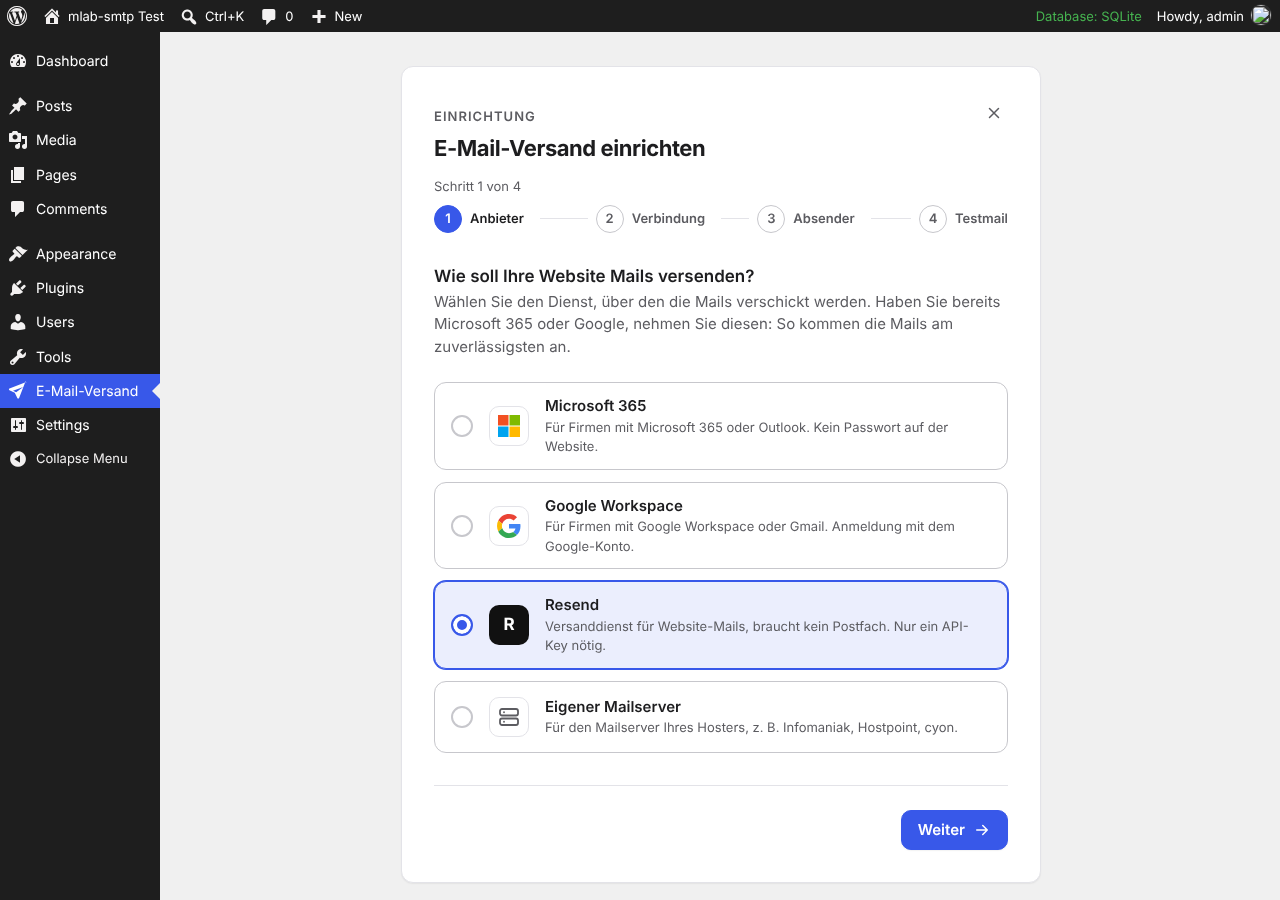 mlab-smtp Test
Ctrl+K
0
New
Database: SQLite
Howdy, admin
Dashboard
Posts
Media
Pages
Comments
Appearance
Plugins
Users
Tools
E-Mail-Versand
Settings
Collapse Menu
EINRICHTUNG
E-Mail-Versand einrichten
Schritt 1 von 4
1 Anbieter
2 Verbindung
3 Absender
4 Testmail
Wie soll Ihre Website Mails versenden?
Wählen Sie den Dienst, über den die Mails verschickt werden. Haben Sie bereits
Microsoft 365 oder Google, nehmen Sie diesen: So kommen die Mails am
zuverlässigsten an.
Microsoft 365
Für Firmen mit Microsoft 365 oder Outlook. Kein Passwort auf der
Website.
Google Workspace
Für Firmen mit Google Workspace oder Gmail. Anmeldung mit dem
Google-Konto.
R
Resend
Versanddienst für Website-Mails, braucht kein Postfach. Nur ein API-
Key nötig.
Eigener Mailserver
Für den Mailserver Ihres Hosters, z. B. Infomaniak, Hostpoint, cyon.
Weiter →